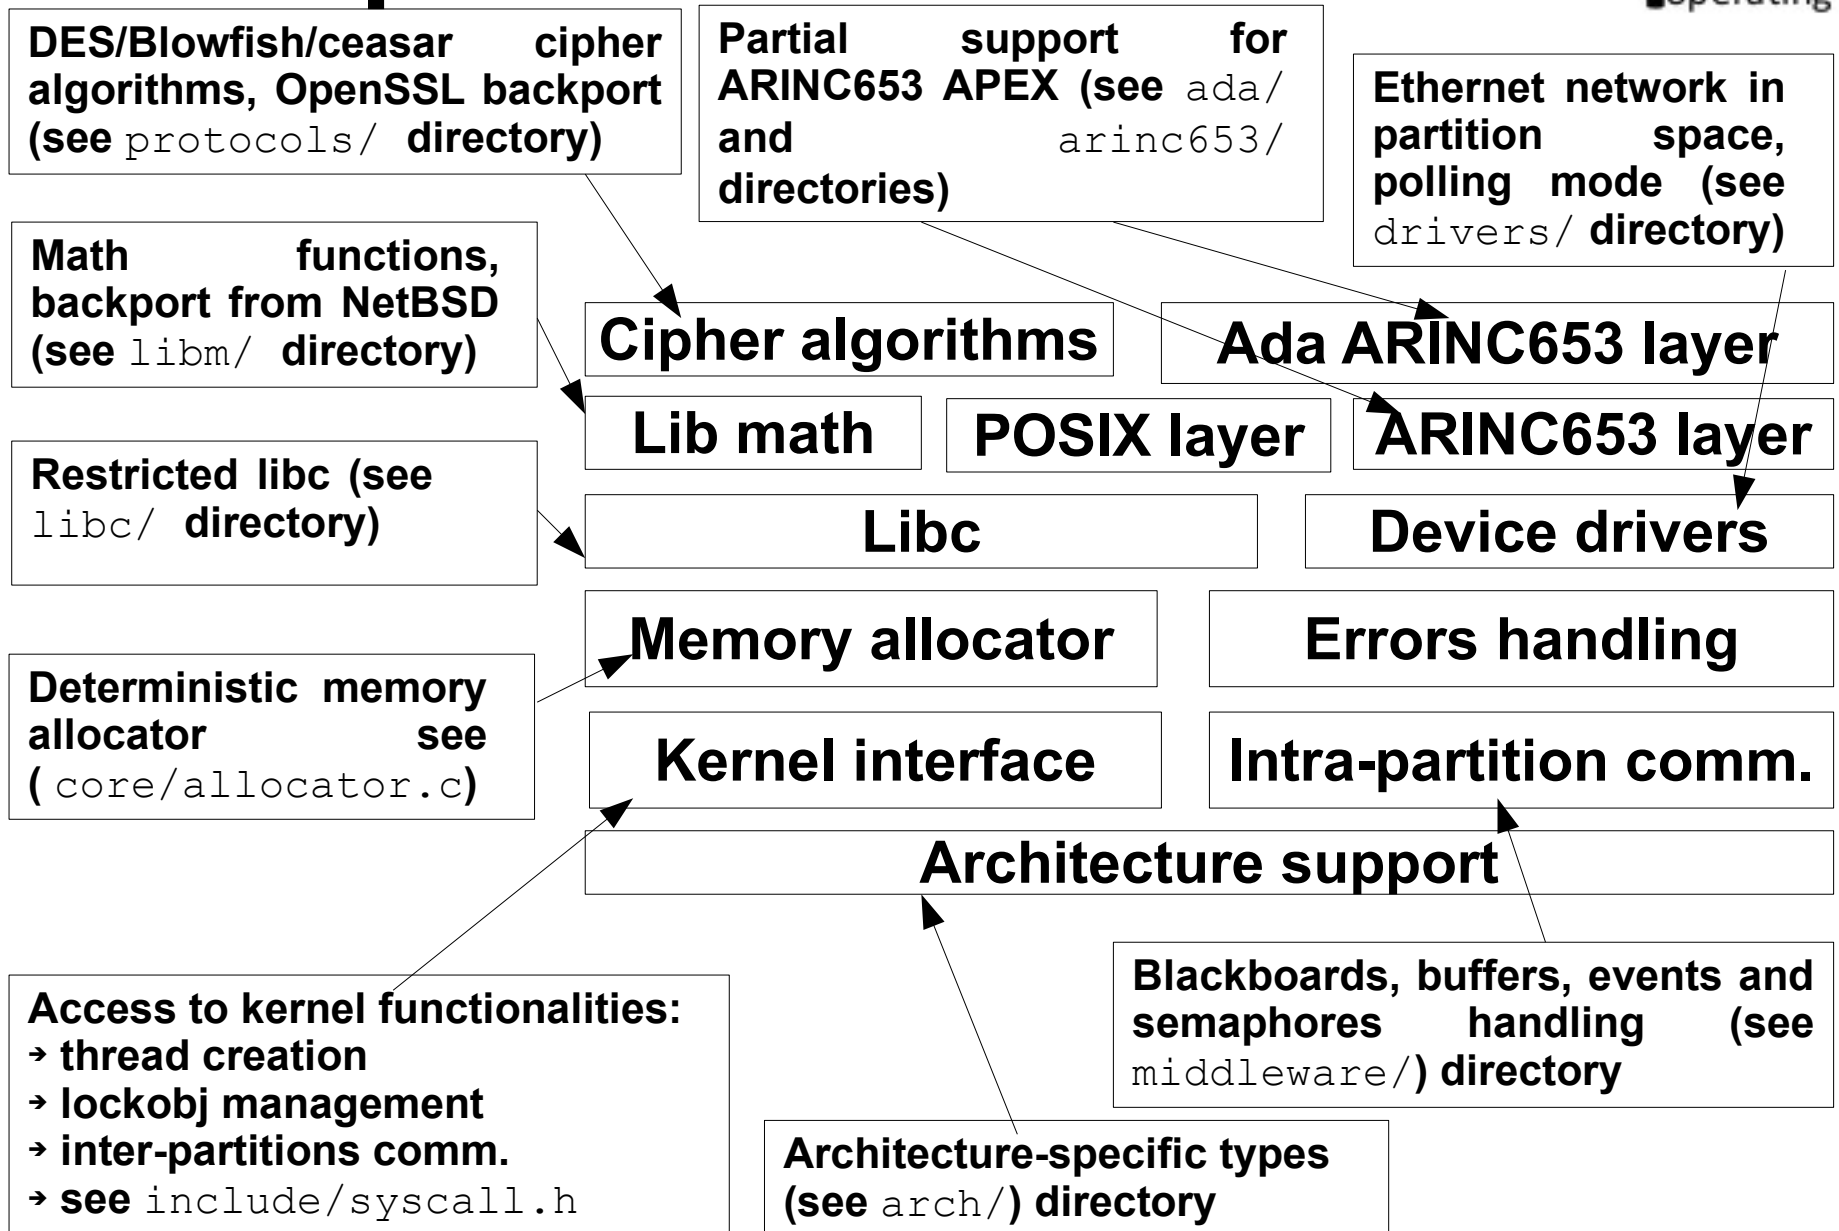 operating
DES/Blowfish/ceasar cipher
algorithms, OpenSSL backport
(see protocols/ directory)
Partial support for
ARINC653 APEX (see ada/
and arinc653/
directories)
Ethernet network in
partition space,
polling mode (see
drivers/ directory)
Math functions,
backport from NetBSD
(see libm/ directory)
Cipher algorithms
Ada ARINC653 layer
Lib math
POSIX layer
ARINC653 layer
Restricted libc (see
libc/ directory)
Libc
Device drivers
Memory allocator
Errors handling
Deterministic memory
allocator see
( core/allocator.c)
Kernel interface
Intra-partition comm.
Architecture support
Access to kernel functionalities:
➔ thread creation
➔ lockobj management
➔ inter-partitions comm.
➔ see include/syscall.h
Blackboards, buffers, events and
semaphores handling (see
middleware/) directory
Architecture-specific types
(see arch/) directory